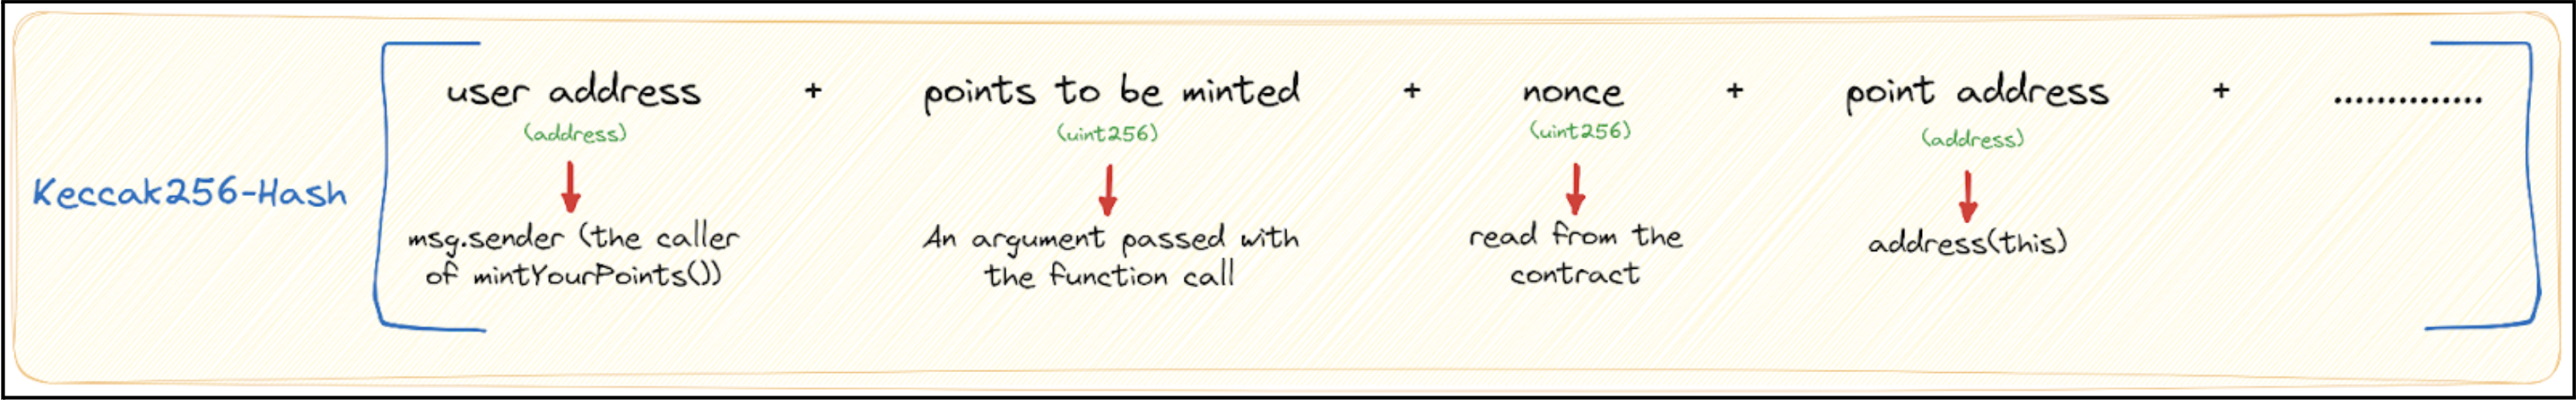 user address + points to be minted + nonce + point address + ..............
(address) (uint256) (uint256) (address)
Keccak256-Hash
msg.sender (the caller
of mintYourPoints())
An argument passed with
the function call
read from the
contract
address(this)